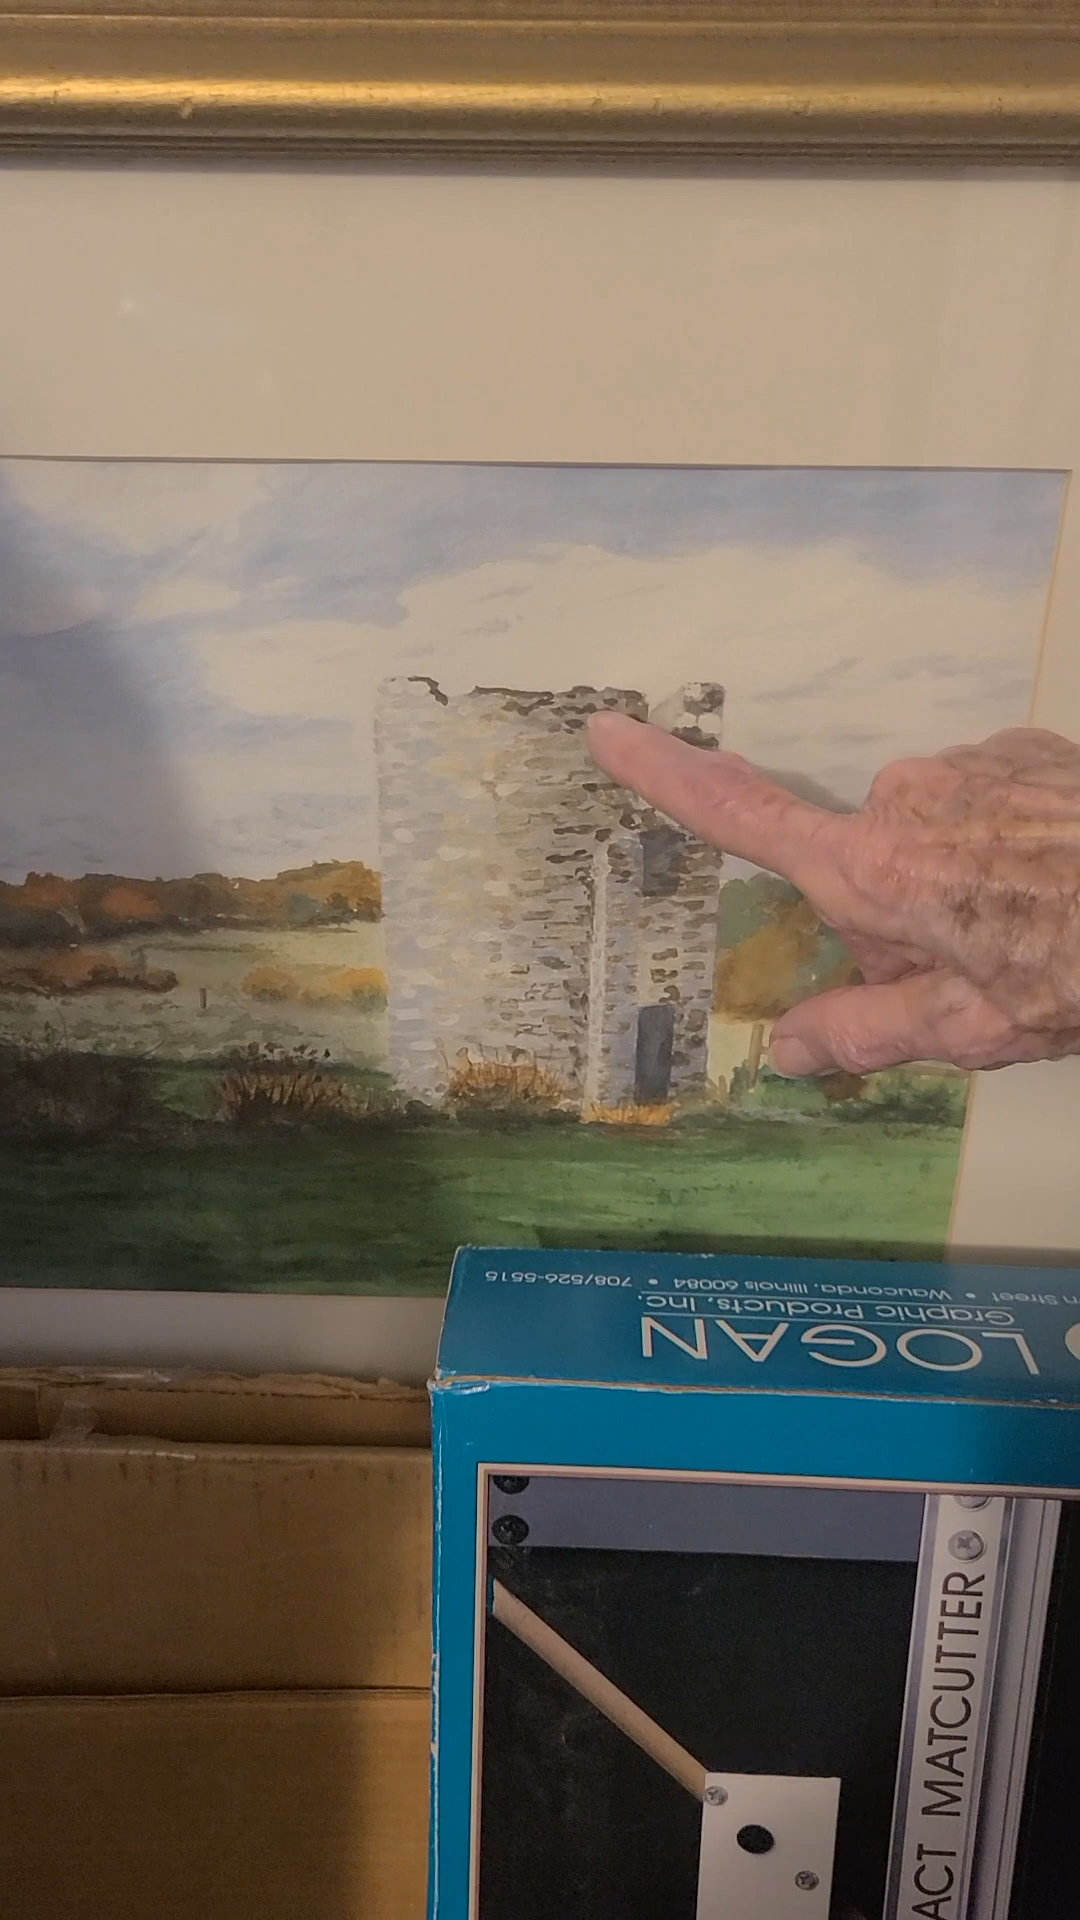 LOGAN
Graphic Products, Inc.
n Street • Wauconda, Illinois 60084 • 708/526-5515
ACT MATCUTTER